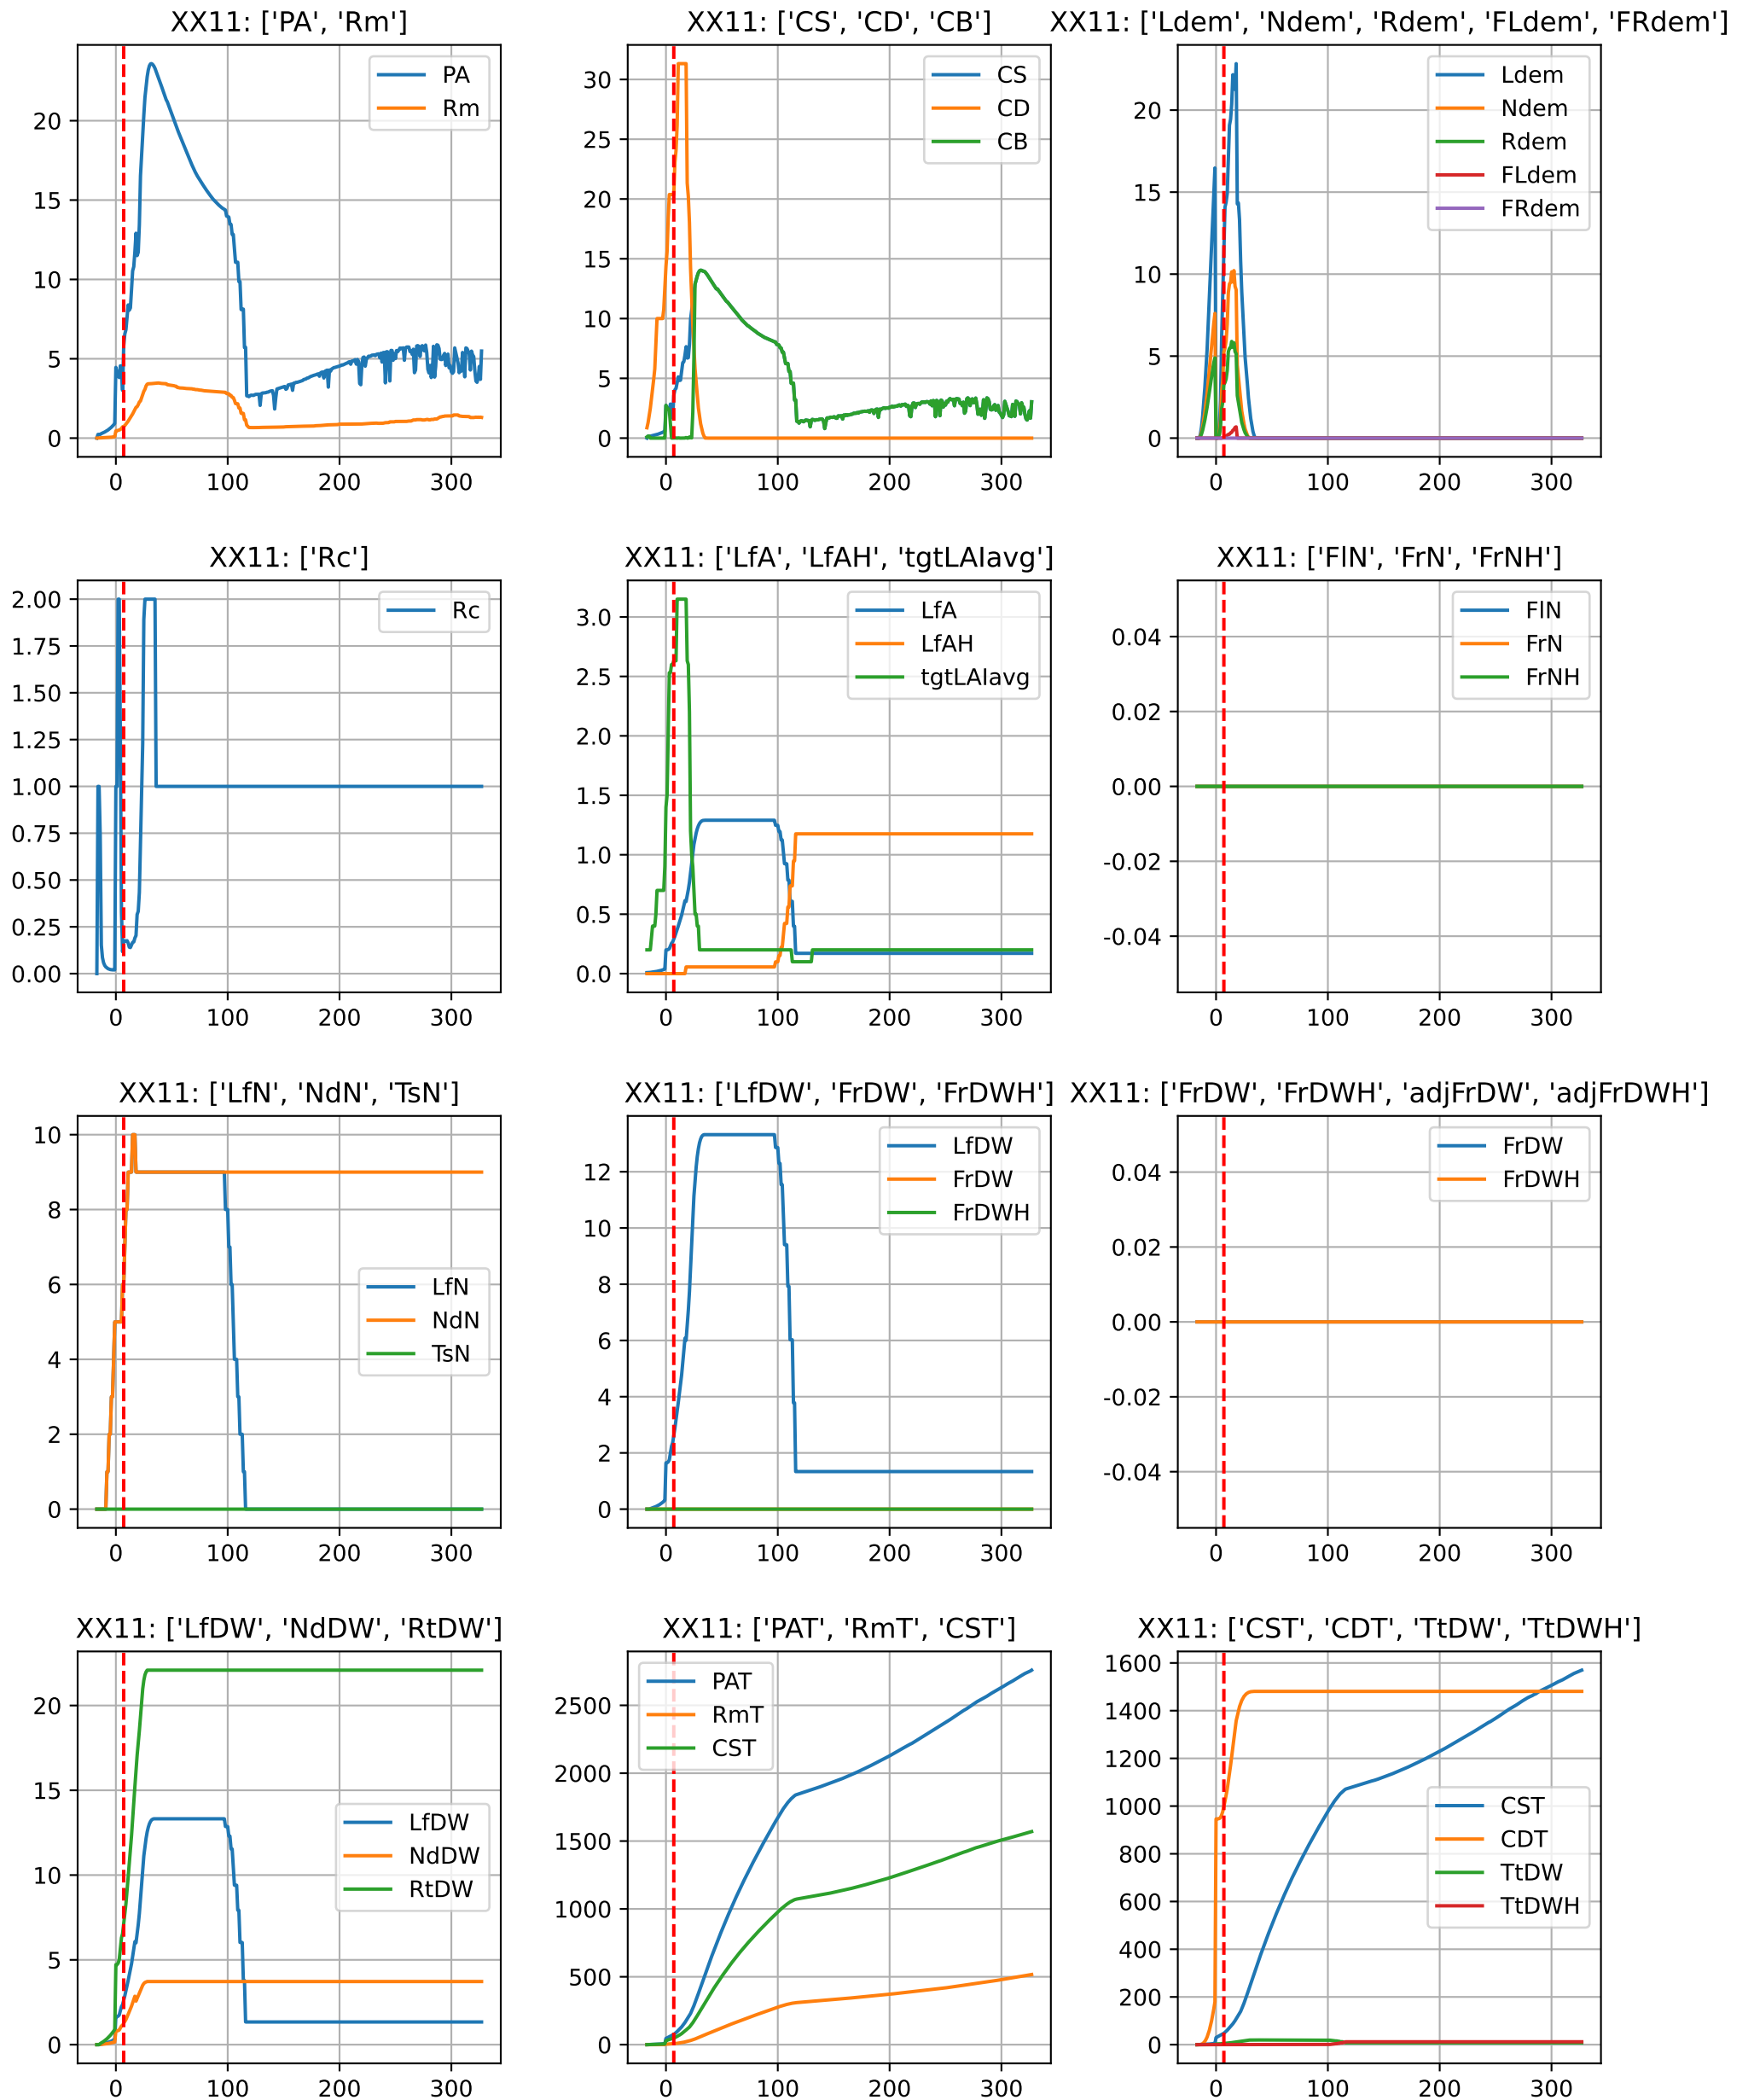 XX11: ['PA', 'Rm']
PA
Rm
20
15
10
5
0
0 100 200 300
XX11: ['CS', 'CD', 'CB']
CS
CD
CB
30
25
20
15
10
5
0
0 100 200 300
XX11: ['Ldem', 'Ndem', 'Rdem', 'FLdem', 'FRdem']
Ldem
Ndem
Rdem
FLdem
FRdem
20
15
10
5
0
0 100 200 300
XX11: ['Rc']
Rc
2.00
1.75
1.50
1.25
1.00
0.75
0.50
0.25
0.00
0 100 200 300
XX11: ['LfA', 'LfAH', 'tgtLAIavg']
LfA
LfAH
tgtLAIavg
3.0
2.5
2.0
1.5
1.0
0.5
0.0
0 100 200 300
XX11: ['FlN', 'FrN', 'FrNH']
FlN
FrN
FrNH
0.04
0.02
0.00
-0.02
-0.04
0 100 200 300
XX11: ['LfN', 'NdN', 'TsN']
LfN
NdN
TsN
10
8
6
4
2
0
0 100 200 300
XX11: ['LfDW', 'FrDW', 'FrDWH']
LfDW
FrDW
FrDWH
12
10
8
6
4
2
0
0 100 200 300
XX11: ['FrDW', 'FrDWH', 'adjFrDW', 'adjFrDWH']
FrDW
FrDWH
0.04
0.02
0.00
-0.02
-0.04
0 100 200 300
XX11: ['LfDW', 'NdDW', 'RtDW']
LfDW
NdDW
RtDW
20
15
10
5
0
0 100 200 300
XX11: ['PAT', 'RmT', 'CST']
PAT
RmT
CST
2500
2000
1500
1000
500
0
0 100 200 300
XX11: ['CST', 'CDT', 'TtDW', 'TtDWH']
CST
CDT
TtDW
TtDWH
1600
1400
1200
1000
800
600
400
200
0
0 100 200 300